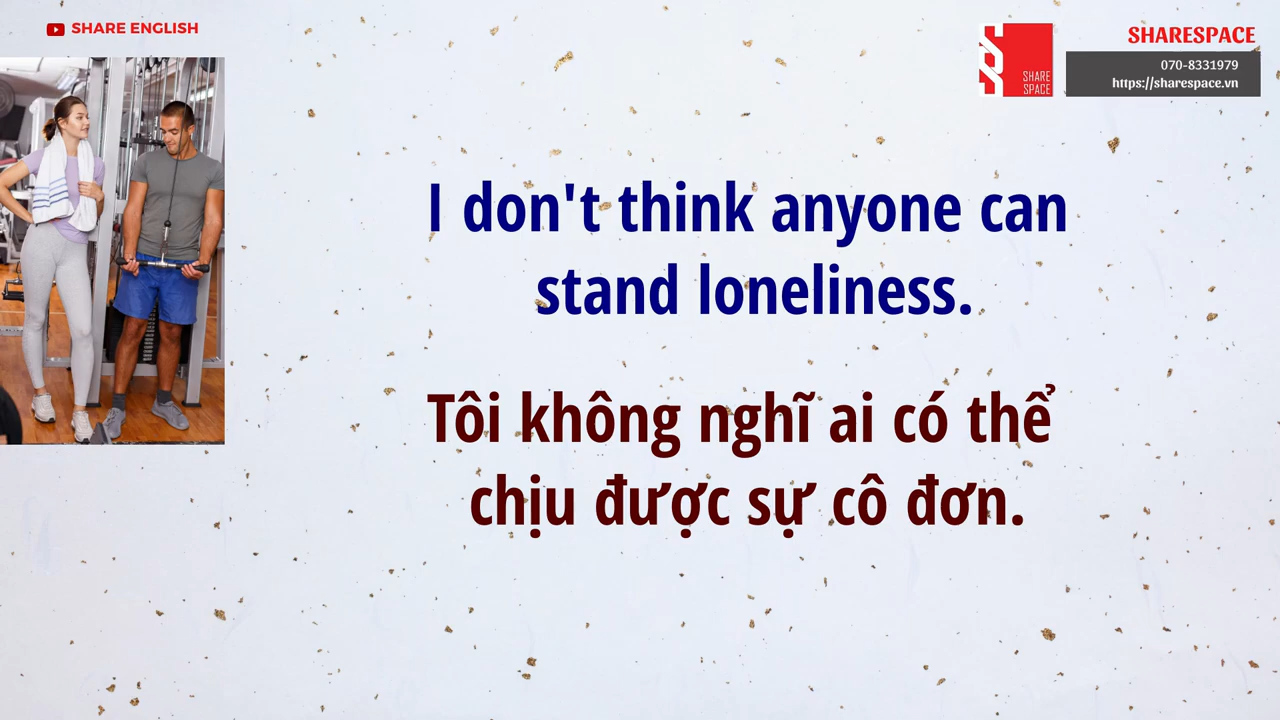 SHARE ENGLISH
SHARE
SPACE
SHARESPACE
070-8331979
https://sharespace.vn
I don't think anyone can
stand loneliness.
Tôi không nghĩ ai có thể
chịu được sự cô đơn.